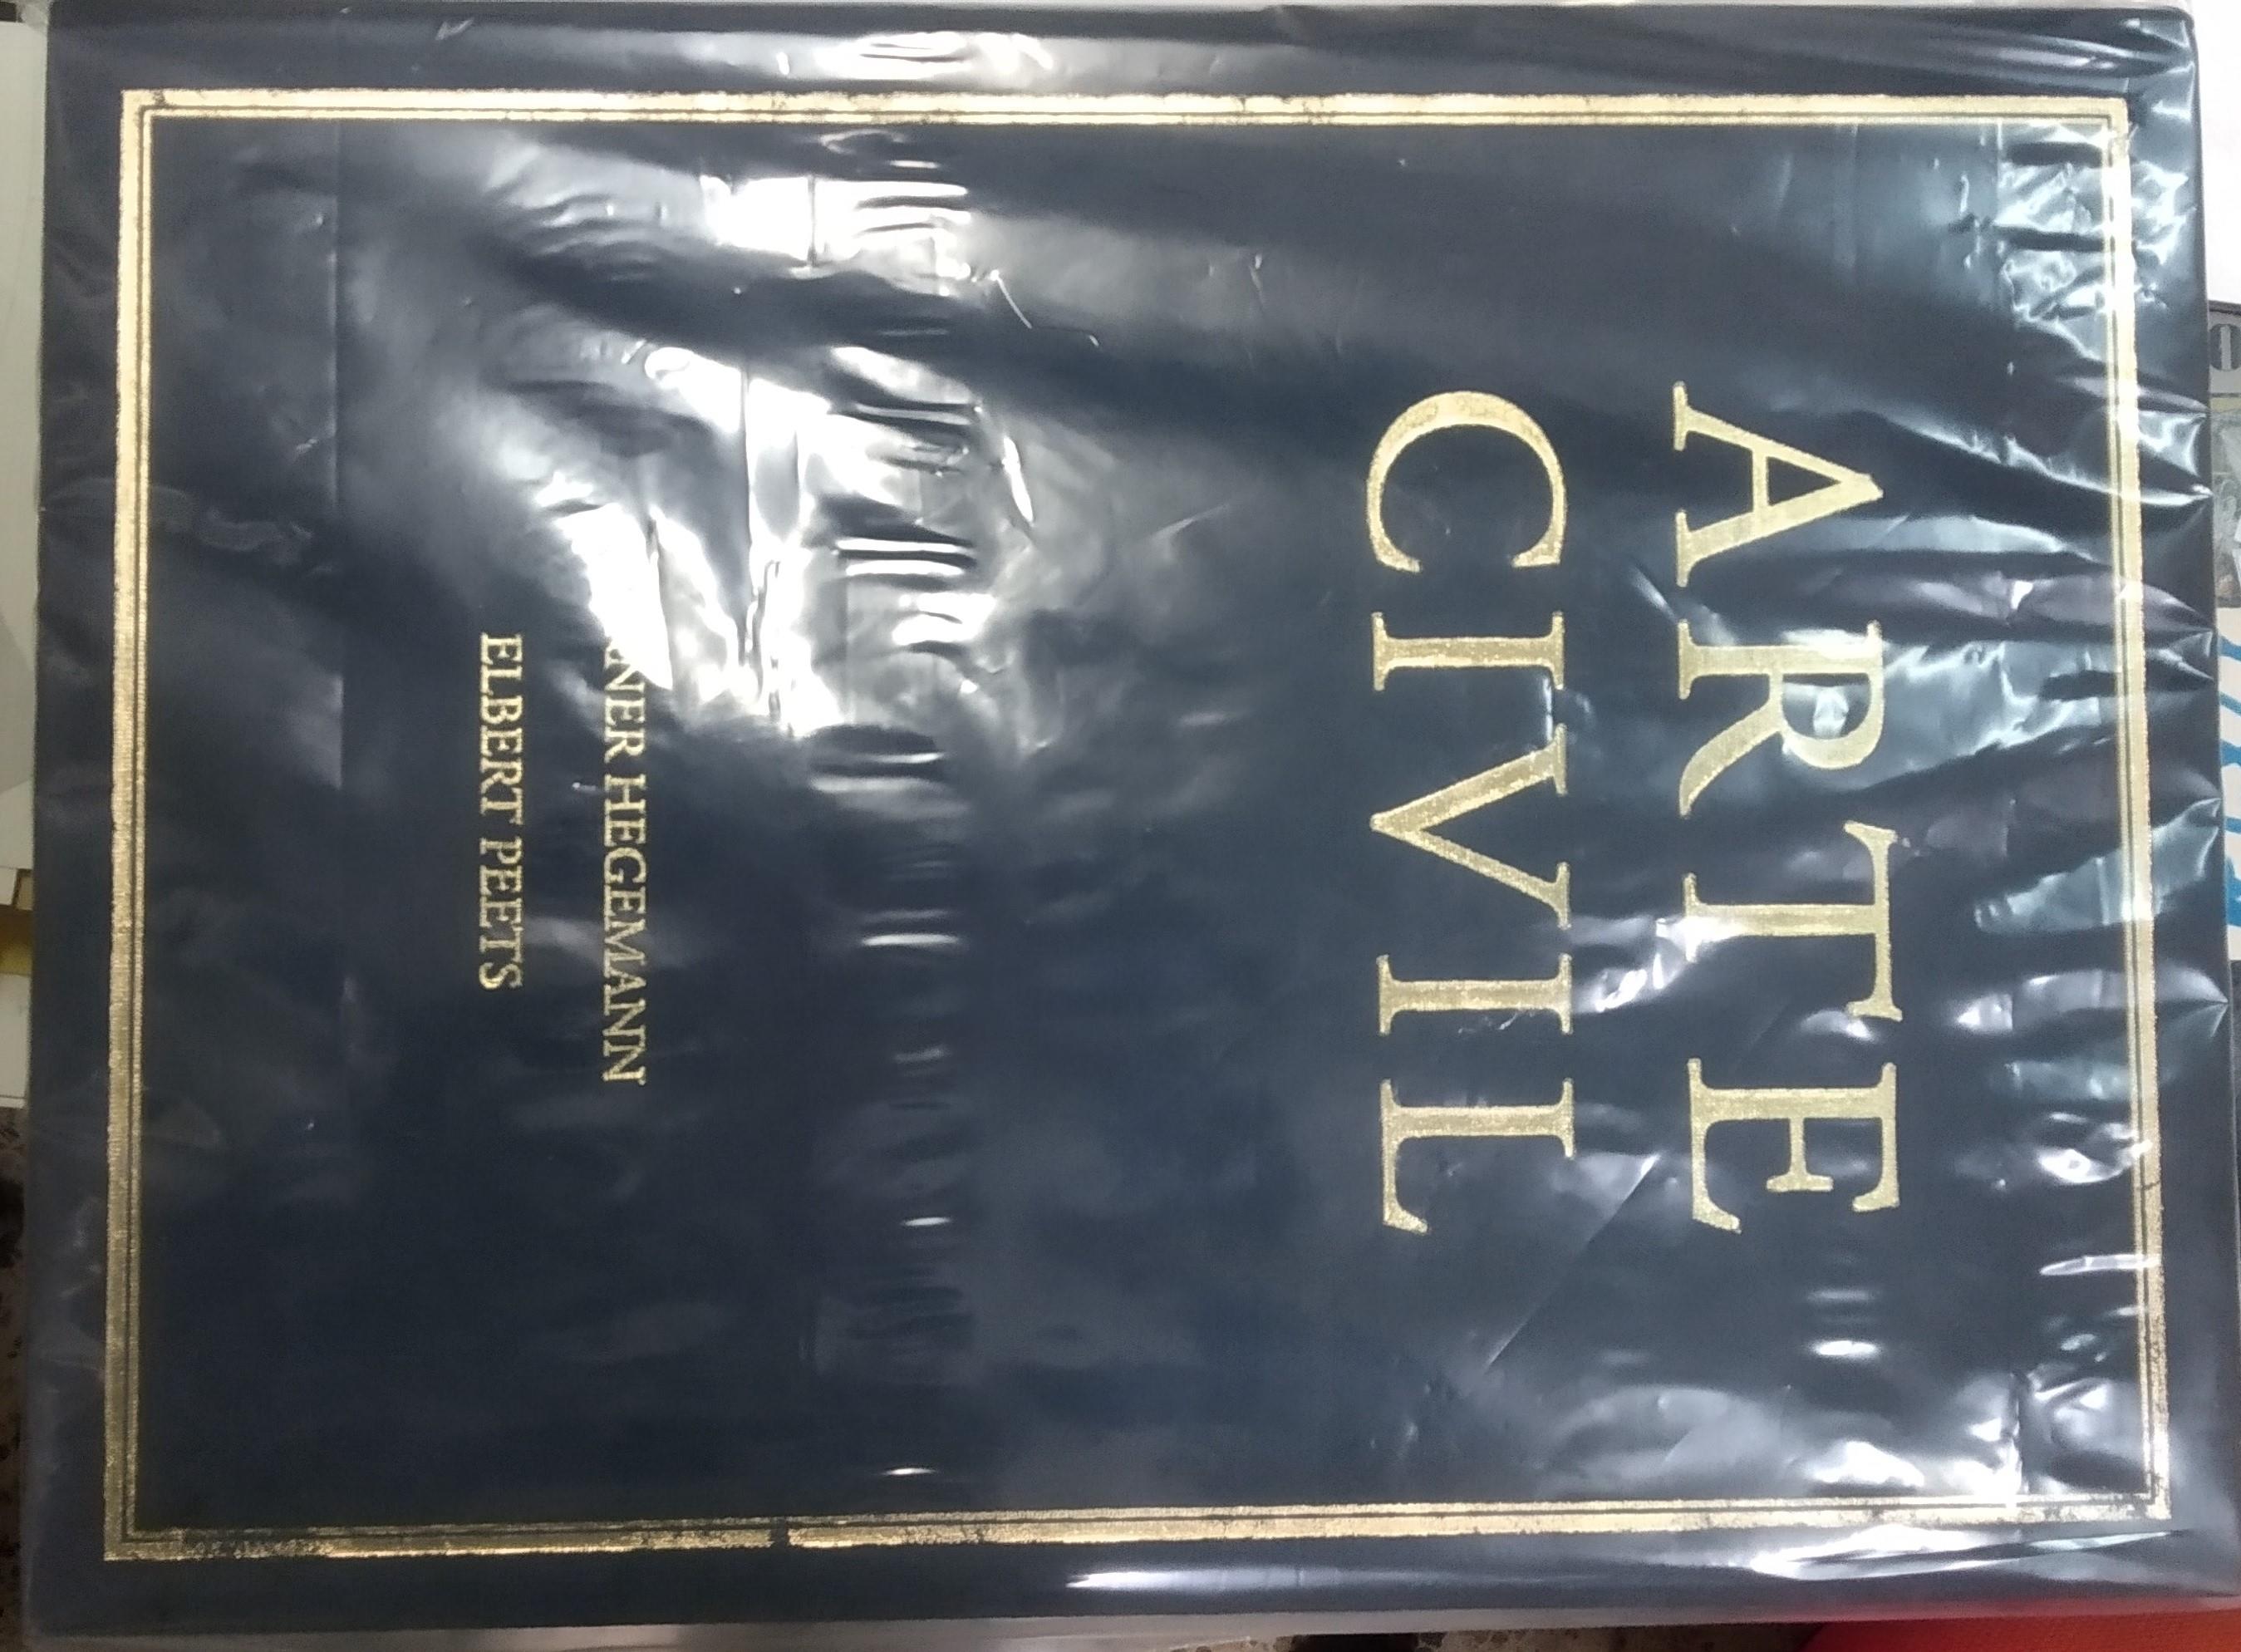 ARTE
CIVIL
HEGEMANN
ELBERT PEETS